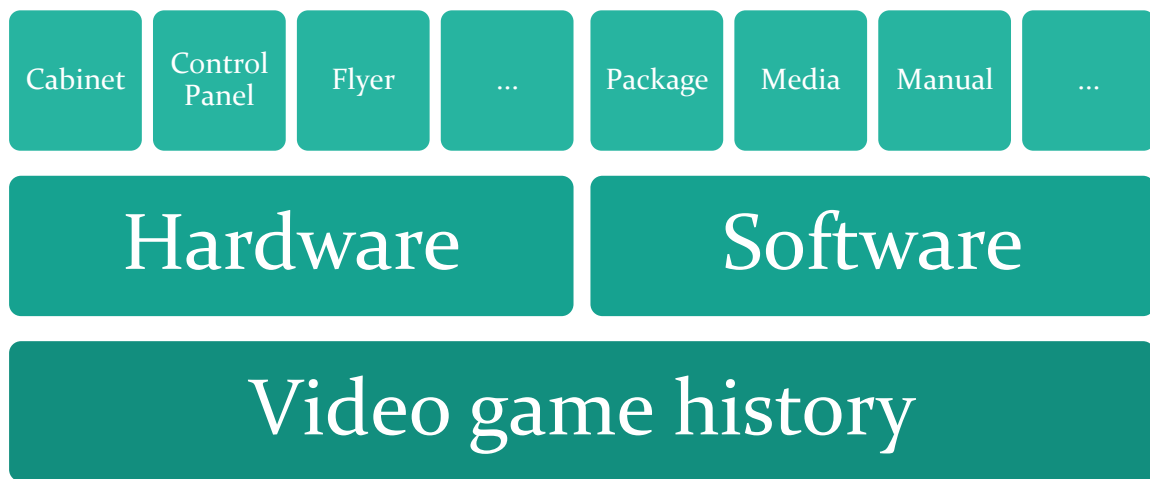 Cabinet
Control
Panel
Flyer
...
Package
Media
Manual
...
Hardware
Software
Video game history